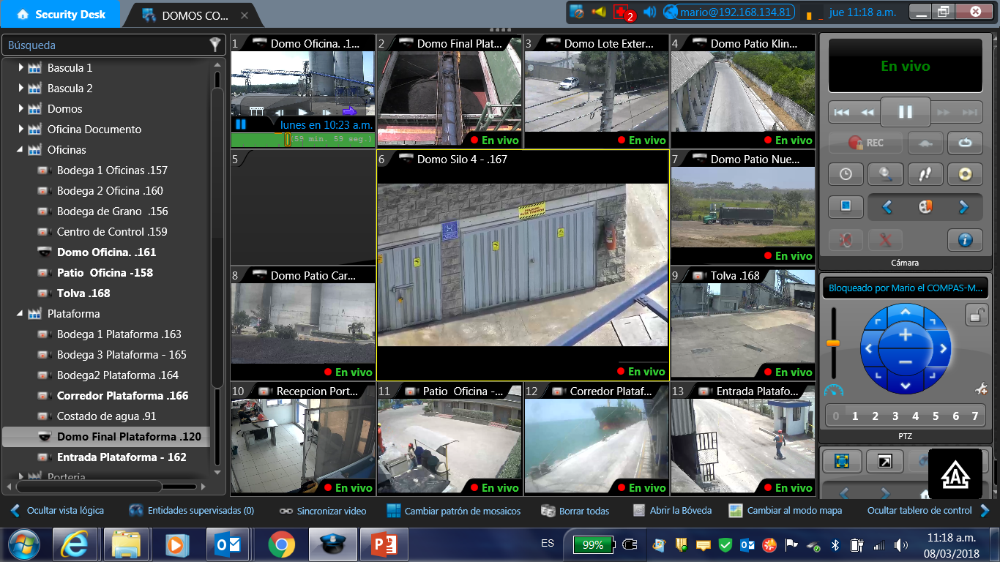 Security Desk
DOMOS CO...
2
mario@192.168.134.81
jue 11:18 a.m.
Búsqueda
Bascula 1
Bascula 2
Domos
Oficina Documento
Oficinas
Bodega 1 Oficinas .157
Bodega 2 Oficina .160
Bodega de Grano .156
Centro de Control .159
Domo Oficina. .161
Patio Oficina -158
Tolva .168
Plataforma
Bodega 1 Plataforma .163
Bodega 3 Plataforma - 165
Bodega2 Plataforma .164
Corredor Plataforma .166
Costado de agua .91
Domo Final Plataforma .120
Entrada Plataforma - 162
Porteria
1 Domo Oficina. .1...
lunes en 10:23 a.m.
(59 min. 59 seg.)
2 Domo Final Plat...
En vivo
3 Domo Lote Exter...
En vivo
4 Domo Patio Klin...
En vivo
5
6 Domo Silo 4 - .167
PELIGRO
ALTA TENSION
En vivo
7 Domo Patio Nue...
En vivo
8 Domo Patio Car...
En vivo
9 Tolva .168
En vivo
10 Recepcion Port...
En vivo
11 Patio Oficina -...
En vivo
12 Corredor Plataf...
En vivo
13 Entrada Platafo...
En vivo
En vivo
REC
Cámara
Bloqueado por Mario el COMPAS-M...
0 1 2 3 4 5 6 7
PTZ
A
Ocultar vista lógica
Entidades supervisadas (0)
Sincronizar video
Cambiar patrón de mosaicos
Borrar todas
Abrir la Bóveda
Cambiar al modo mapa
Ocultar tablero de control
ES
99%
11:18 a.m.
08/03/2018